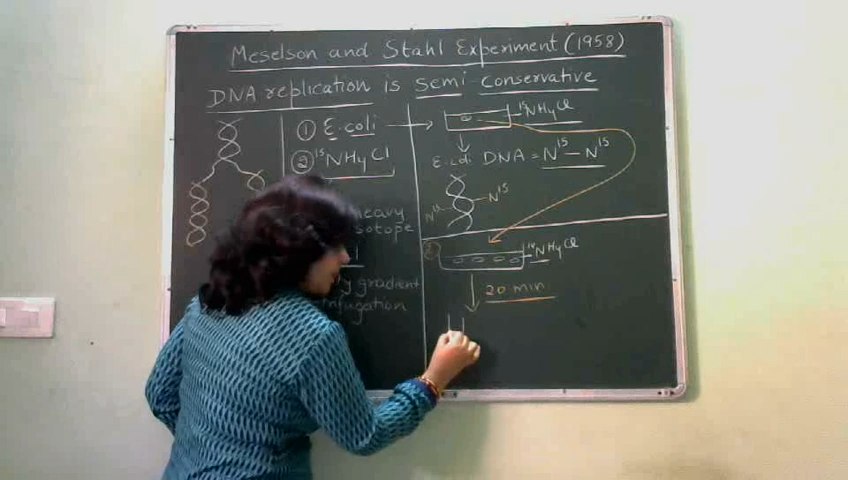 Meselson and Stahl Experiment (1958)
DNA replication is semi conservative
① E.coli
② ¹⁵NH₄Cl
heavy
isotope
gradient
¹⁵NH₄Cl
E.coli DNA = N¹⁵ — N¹⁵
N¹⁵
¹⁴NH₄Cl
20 min